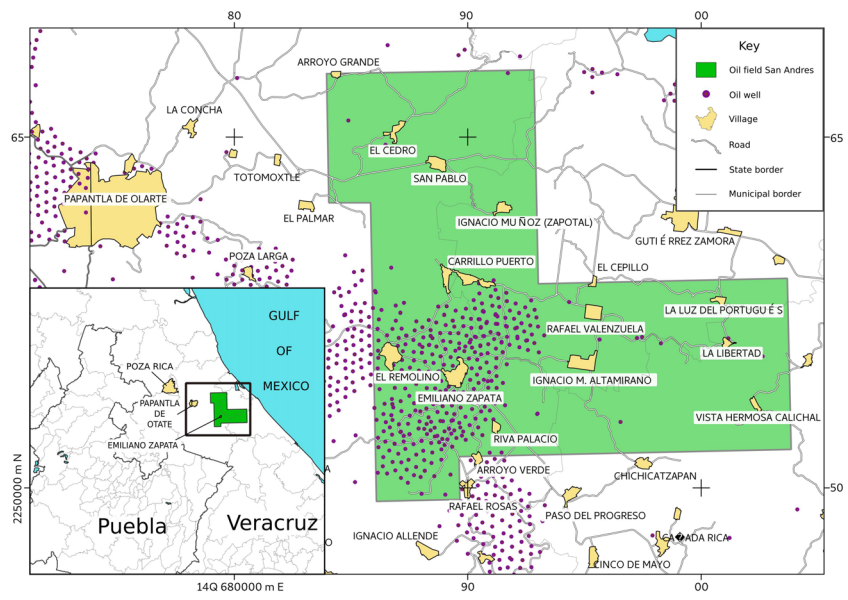 80
90
00
Key
Oil field San Andres
Oil well
Village
Road
State border
Municipal border
ARROYO GRANDE
LA CONCHA
65
65
EL CEDRO
TOTOMOXTLE
SAN PABLO
PAPANTLA DE OLARTE
EL PALMAR
IGNACIO MU ÑOZ (ZAPOTAL)
GUTI É RREZ ZAMORA
POZA LARGA
CARRILLO PUERTO
EL CEPILLO
LA LUZ DEL PORTUGU É S
RAFAEL VALENZUELA
LA LIBERTAD
EL REMOLINO
IGNACIO M. ALTAMIRANO
EMILIANO ZAPATA
VISTA HERMOSA CALICHAL
RIVA PALACIO
ARROYO VERDE
CHICHICATZAPAN
RAFAEL ROSAS
PASO DEL PROGRESO
IGNACIO ALLENDE
CA�ADA RICA
CINCO DE MAYO
GULF
OF
MEXICO
POZA RICA
PAPANTLA
DE
OTATE
EMILIANO ZAPATA
Puebla
Veracruz
A
O
2250000 m N
50
14Q 680000 m E
90
00